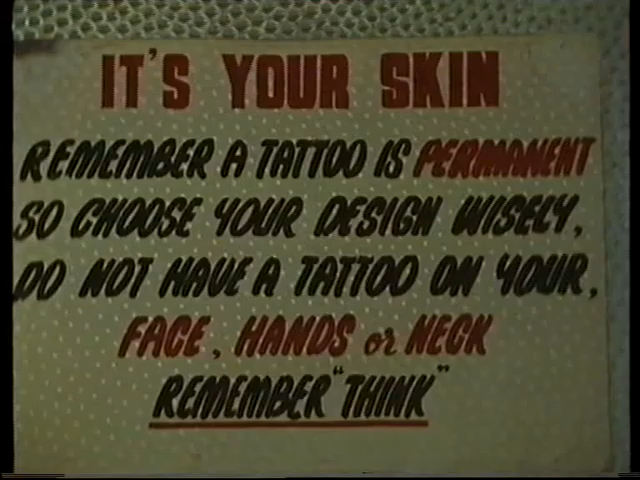 IT'S YOUR SKIN
REMEMBER A TATTOO IS PERMANENT
SO CHOOSE YOUR DESIGN WISELY,
DO NOT HAVE A TATTOO ON YOUR,
FACE, HANDS or NECK
REMEMBER "THINK"